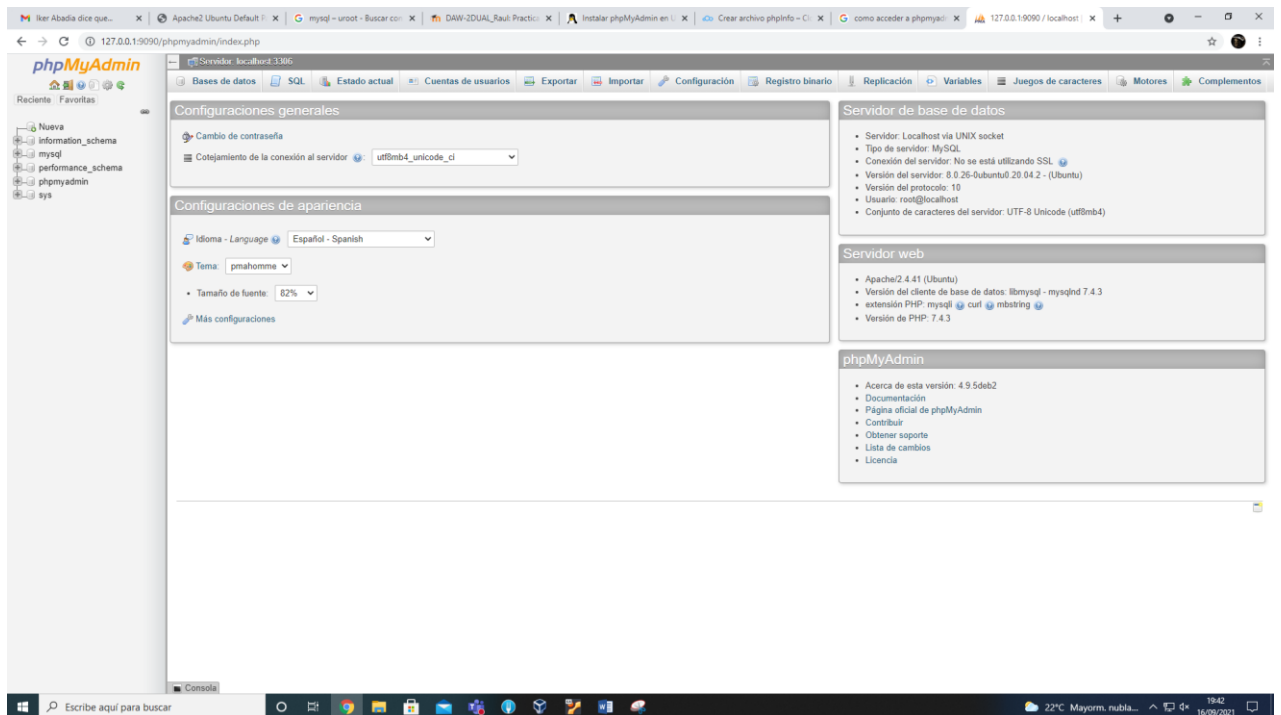 Iker Abadia dice que...
Apache2 Ubuntu Default P
mysql – uroot - Buscar con
DAW-2DUAL_Raul: Practica
Instalar phpMyAdmin en U
Crear archivo phpInfo – Cl
como acceder a phpmyad
127.0.0.1:9090 / localhost |
127.0.0.1:9090/phpmyadmin/index.php
phpMyAdmin
Reciente Favoritas
Nueva
information_schema
mysql
performance_schema
phpmyadmin
sys
Servidor: localhost:3306
Bases de datos SQL Estado actual Cuentas de usuarios Exportar Importar Configuración Registro binario Replicación Variables Juegos de caracteres Motores Complementos
Configuraciones generales
Cambio de contraseña
Cotejamiento de la conexión al servidor : utf8mb4_unicode_ci
Configuraciones de apariencia
Idioma - Language Español - Spanish
Tema: pmahomme
Tamaño de fuente: 82%
Más configuraciones
Servidor de base de datos
Servidor: Localhost via UNIX socket
Tipo de servidor: MySQL
Conexión del servidor: No se está utilizando SSL
Versión del servidor: 8.0.26-0ubuntu0.20.04.2 - (Ubuntu)
Versión del protocolo: 10
Usuario: root@localhost
Conjunto de caracteres del servidor: UTF-8 Unicode (utf8mb4)
Servidor web
Apache/2.4.41 (Ubuntu)
Versión del cliente de base de datos: libmysql - mysqlnd 7.4.3
extensión PHP: mysqli curl mbstring
Versión de PHP: 7.4.3
phpMyAdmin
Acerca de esta versión: 4.9.5deb2
Documentación
Página oficial de phpMyAdmin
Contribuir
Obtener soporte
Lista de cambios
Licencia
Consola
Escribe aquí para buscar
22°C Mayorm. nubla...
19:42
16/09/2021